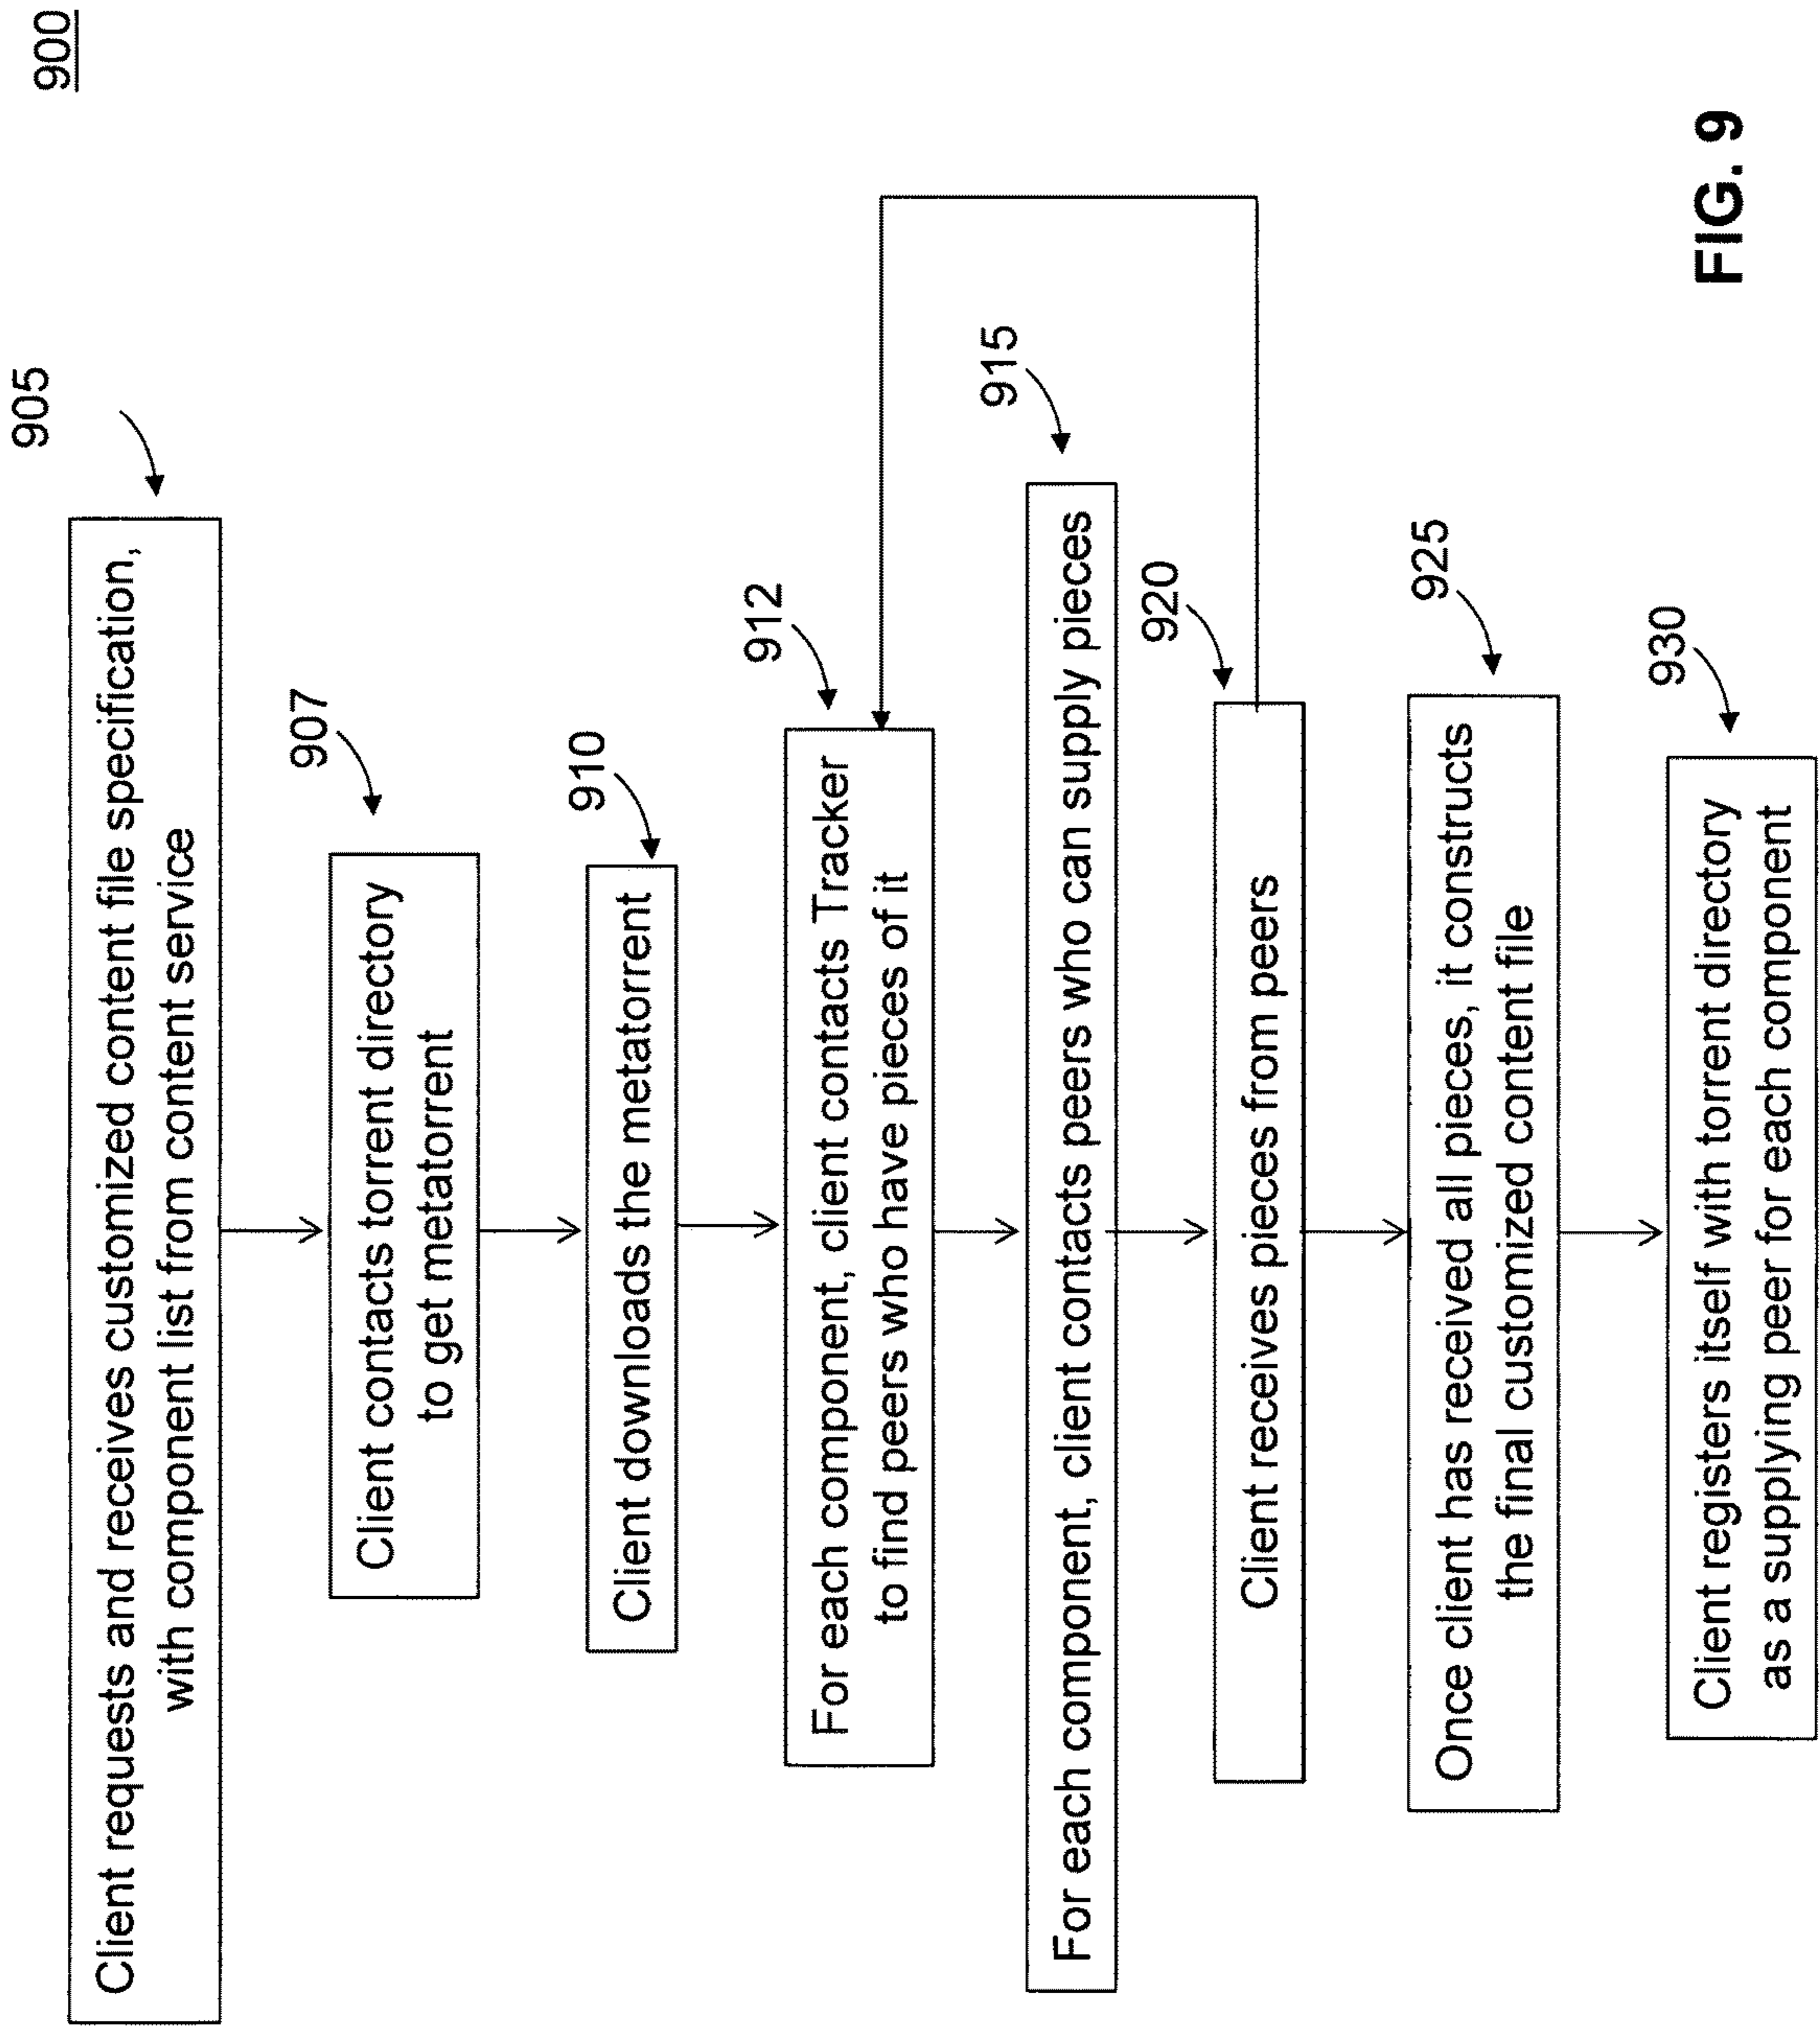 900
905
Client requests and receives customized content file specification,
with component list from content service
907
Client contacts torrent directory
to get metatorrent
910
Client downloads the metatorrent
912
For each component, client contacts Tracker
to find peers who have pieces of it
915
For each component, client contacts peers who can supply pieces
920
Client receives pieces from peers
925
Once client has received all pieces, it constructs
the final customized content file
930
Client registers itself with torrent directory
as a supplying peer for each component
FIG. 9